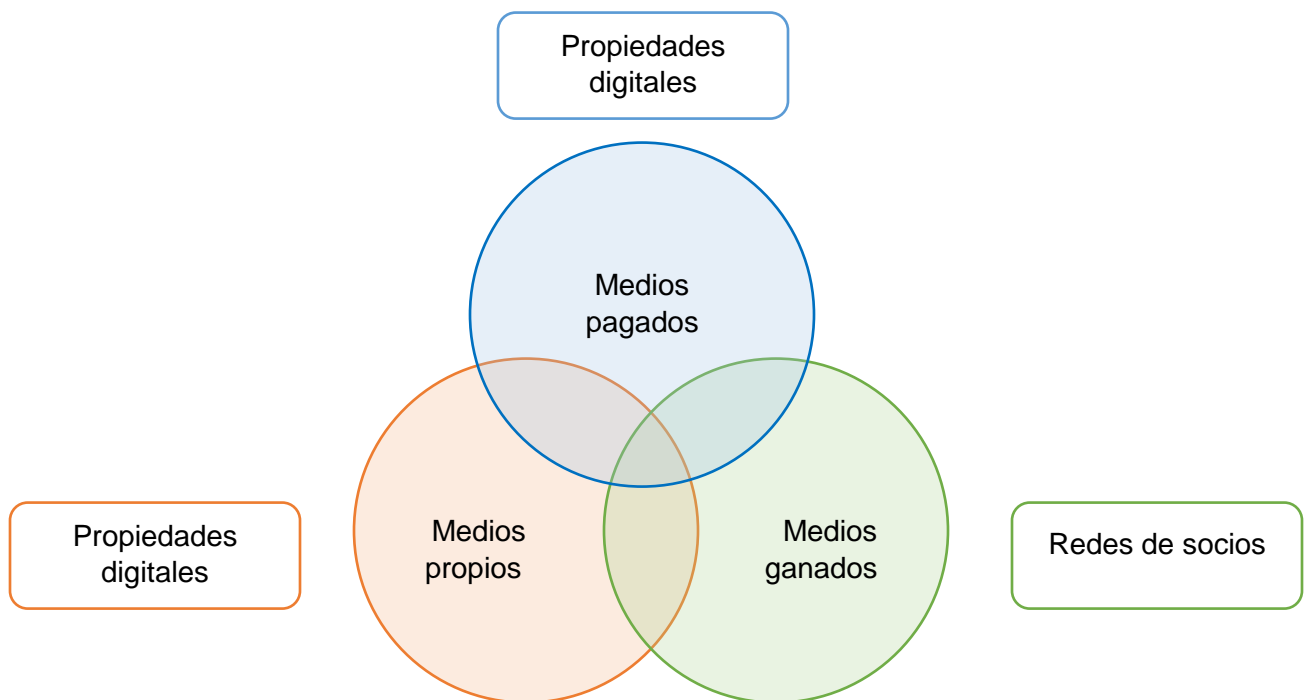 Propiedades
digitales
Medios
pagados
Propiedades
digitales
Medios
propios
Medios
ganados
Redes de socios